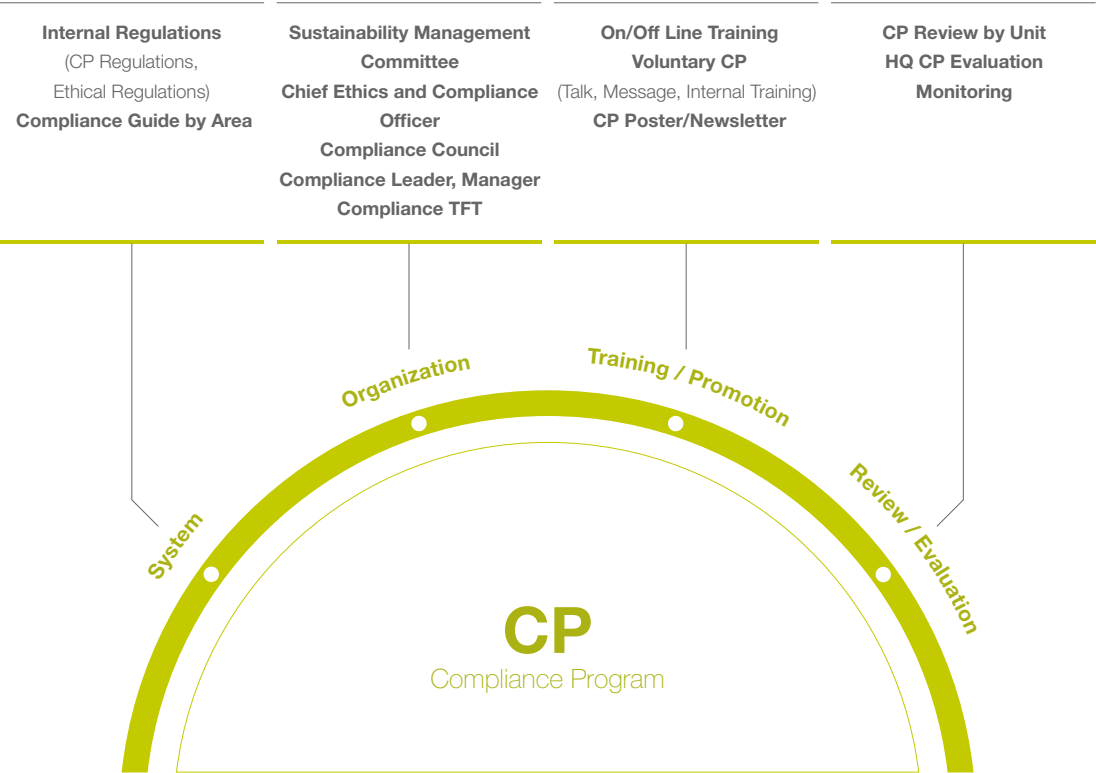 Internal Regulations
(CP Regulations,
Ethical Regulations)
Compliance Guide by Area
Sustainability Management
Committee
Chief Ethics and Compliance
Officer
Compliance Council
Compliance Leader, Manager
Compliance TFT
On/Off Line Training
Voluntary CP
(Talk, Message, Internal Training)
CP Poster/Newsletter
CP Review by Unit
HQ CP Evaluation
Monitoring
System
Organization
Training / Promotion
Review / Evaluation
CP
Compliance Program